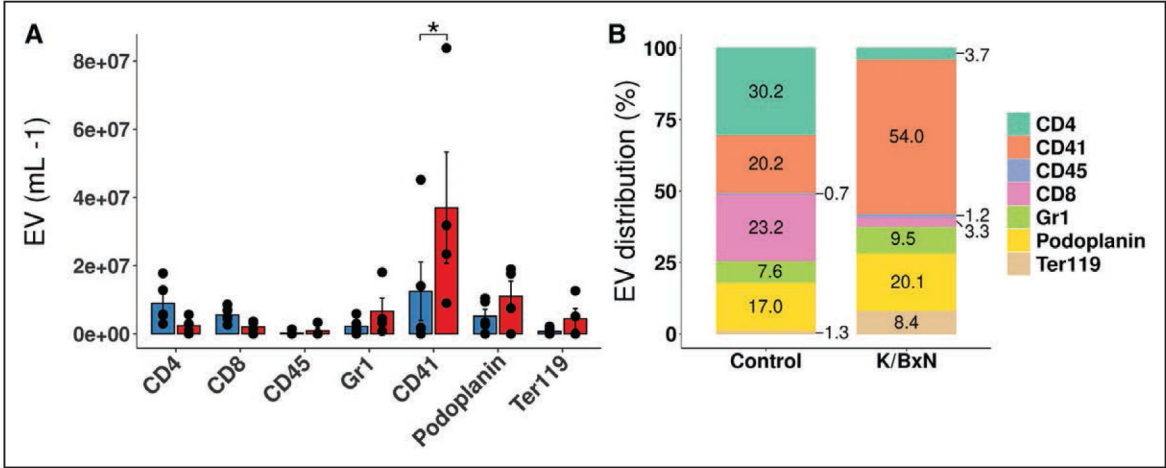 A
EV (mL -1)
8e+07
6e+07
4e+07
2e+07
0e+00
*
CD4
CD8
CD45
Gr1
CD41
Podoplanin
Ter119
B
EV distribution (%)
100
75
50
25
0
30.2
20.2
0.7
23.2
7.6
17.0
1.3
3.7
54.0
1.2
3.3
9.5
20.1
8.4
Control
K/BxN
CD4
CD41
CD45
CD8
Gr1
Podoplanin
Ter119